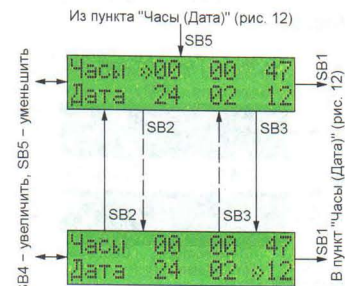 Из пункта "Часы (Дата)" (рис. 12)
SB5
SB4 – увеличить, SB5 – уменьшить
Часы »00 00 47
Дата 24 02 12
SB1
SB2
SB3
SB2
SB3
Часы 00 00 47
Дата 24 02 »12
SB1
В пункт "Часы (Дата)" (рис. 12)